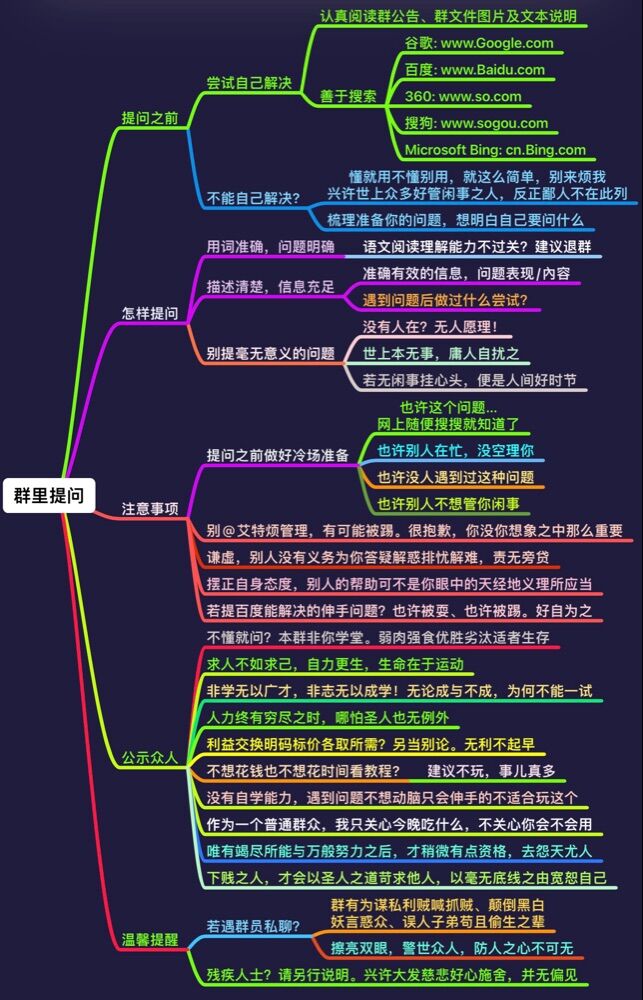 认真阅读群公告、群文件图片及文本说明
谷歌: www.Google.com
尝试自己解决
百度: www.Baidu.com
善于搜索
360: www.so.com
提问之前
搜狗: www.sogou.com
Microsoft Bing: cn.Bing.com
懂就用不懂别用，就这么简单，别来烦我
不能自己解决?
兴许世上众多好管闲事之人，反正鄙人不在此列
梳理准备你的问题，想明白自己要问什么
用词准确，问题明确
语文阅读理解能力不过关? 建议退群
描述清楚，信息充足
准确有效的信息，问题表现/内容
遇到问题后做过什么尝试?
怎样提问
没有人在? 无人愿理!
别提毫无意义的问题
世上本无事，庸人自扰之
若无闲事挂心头，便是人间好时节
也许这个问题...
网上随便搜搜就知道了
提问之前做好冷场准备
也许别人在忙，没空理你
也许没人遇到过这种问题
群里提问
也许别人不想管你闲事
注意事项
别@艾特烦管理，有可能被踢。很抱歉，你没你想象之中那么重要
谦虚，别人没有义务为你答疑解惑排忧解难，责无旁贷
摆正自身态度，别人的帮助可不是你眼中的天经地义理所应当
若提百度能解决的伸手问题? 也许被耍、也许被踢。好自为之
不懂就问? 本群非你学堂。弱肉强食优胜劣汰适者生存
求人不如求己，自力更生，生命在于运动
非学无以广才，非志无以成学! 无论成与不成，为何不能一试
人力终有穷尽之时，哪怕圣人也无例外
利益交换明码标价各取所需? 另当别论。无利不起早
公示众人
不想花钱也不想花时间看教程?
建议不玩，事儿真多
没有自学能力，遇到问题不想动脑只会伸手的不适合玩这个
作为一个普通群众，我只关心今晚吃什么，不关心你会不会用
唯有竭尽所能与万般努力之后，才稍微有点资格，去怨天尤人
下贱之人，才会以圣人之道苛求他人，以毫无底线之由宽恕自己
群有为谋私利贼喊抓贼、颠倒黑白
若遇群员私聊?
妖言惑众、误人子弟苟且偷生之辈
温馨提醒
擦亮双眼，警世众人，防人之心不可无
残疾人士? 请另行说明。兴许大发慈悲好心施舍，并无偏见